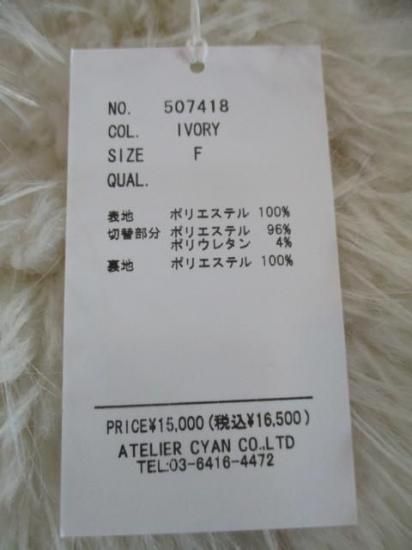 NO. 507418
COL. IVORY
SIZE F
QUAL.
表地 ポリエステル 100%
切替部分 ポリエステル 96%
ポリウレタン 4%
裏地 ポリエステル 100%
PRICE¥15,000(税込¥16,500)
ATELIER CYAN CO.,LTD
TEL:03-6416-4472